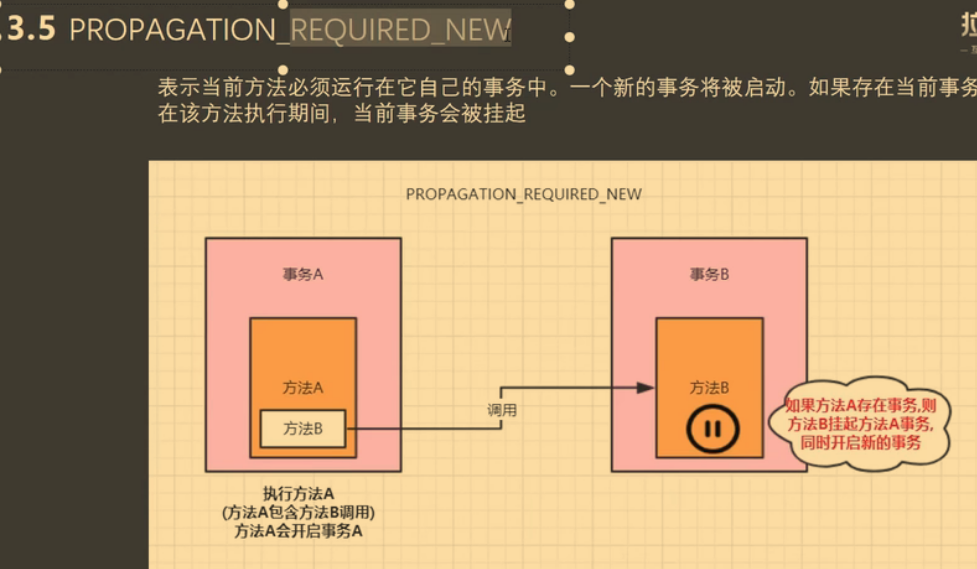 .3.5 PROPAGATION_REQUIRED_NEW
表示当前方法必须运行在它自己的事务中。一个新的事务将被启动。如果存在当前事务
在该方法执行期间，当前事务会被挂起
PROPAGATION_REQUIRED_NEW
事务A
事务B
方法A
方法B
方法B
调用
如果方法A存在事务,则
方法B挂起方法A事务,
同时开启新的事务
执行方法A
(方法A包含方法B调用)
方法A会开启事务A